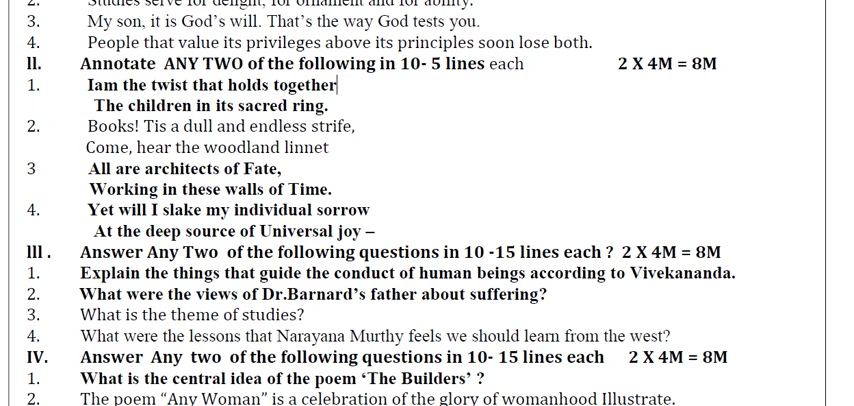 2. Studies serve for delight, for ornament and for ability.
3. My son, it is God’s will. That’s the way God tests you.
4. People that value its privileges above its principles soon lose both.
II. Annotate ANY TWO of the following in 10- 5 lines each 2 X 4M = 8M
1. Iam the twist that holds together
The children in its sacred ring.
2. Books! Tis a dull and endless strife,
Come, hear the woodland linnet
3 All are architects of Fate,
Working in these walls of Time.
4. Yet will I slake my individual sorrow
At the deep source of Universal joy –
III . Answer Any Two of the following questions in 10 -15 lines each ? 2 X 4M = 8M
1. Explain the things that guide the conduct of human beings according to Vivekananda.
2. What were the views of Dr.Barnard’s father about suffering?
3. What is the theme of studies?
4. What were the lessons that Narayana Murthy feels we should learn from the west?
IV. Answer Any two of the following questions in 10- 15 lines each 2 X 4M = 8M
1. What is the central idea of the poem ‘The Builders’ ?
2. The poem “Any Woman” is a celebration of the glory of womanhood Illustrate.